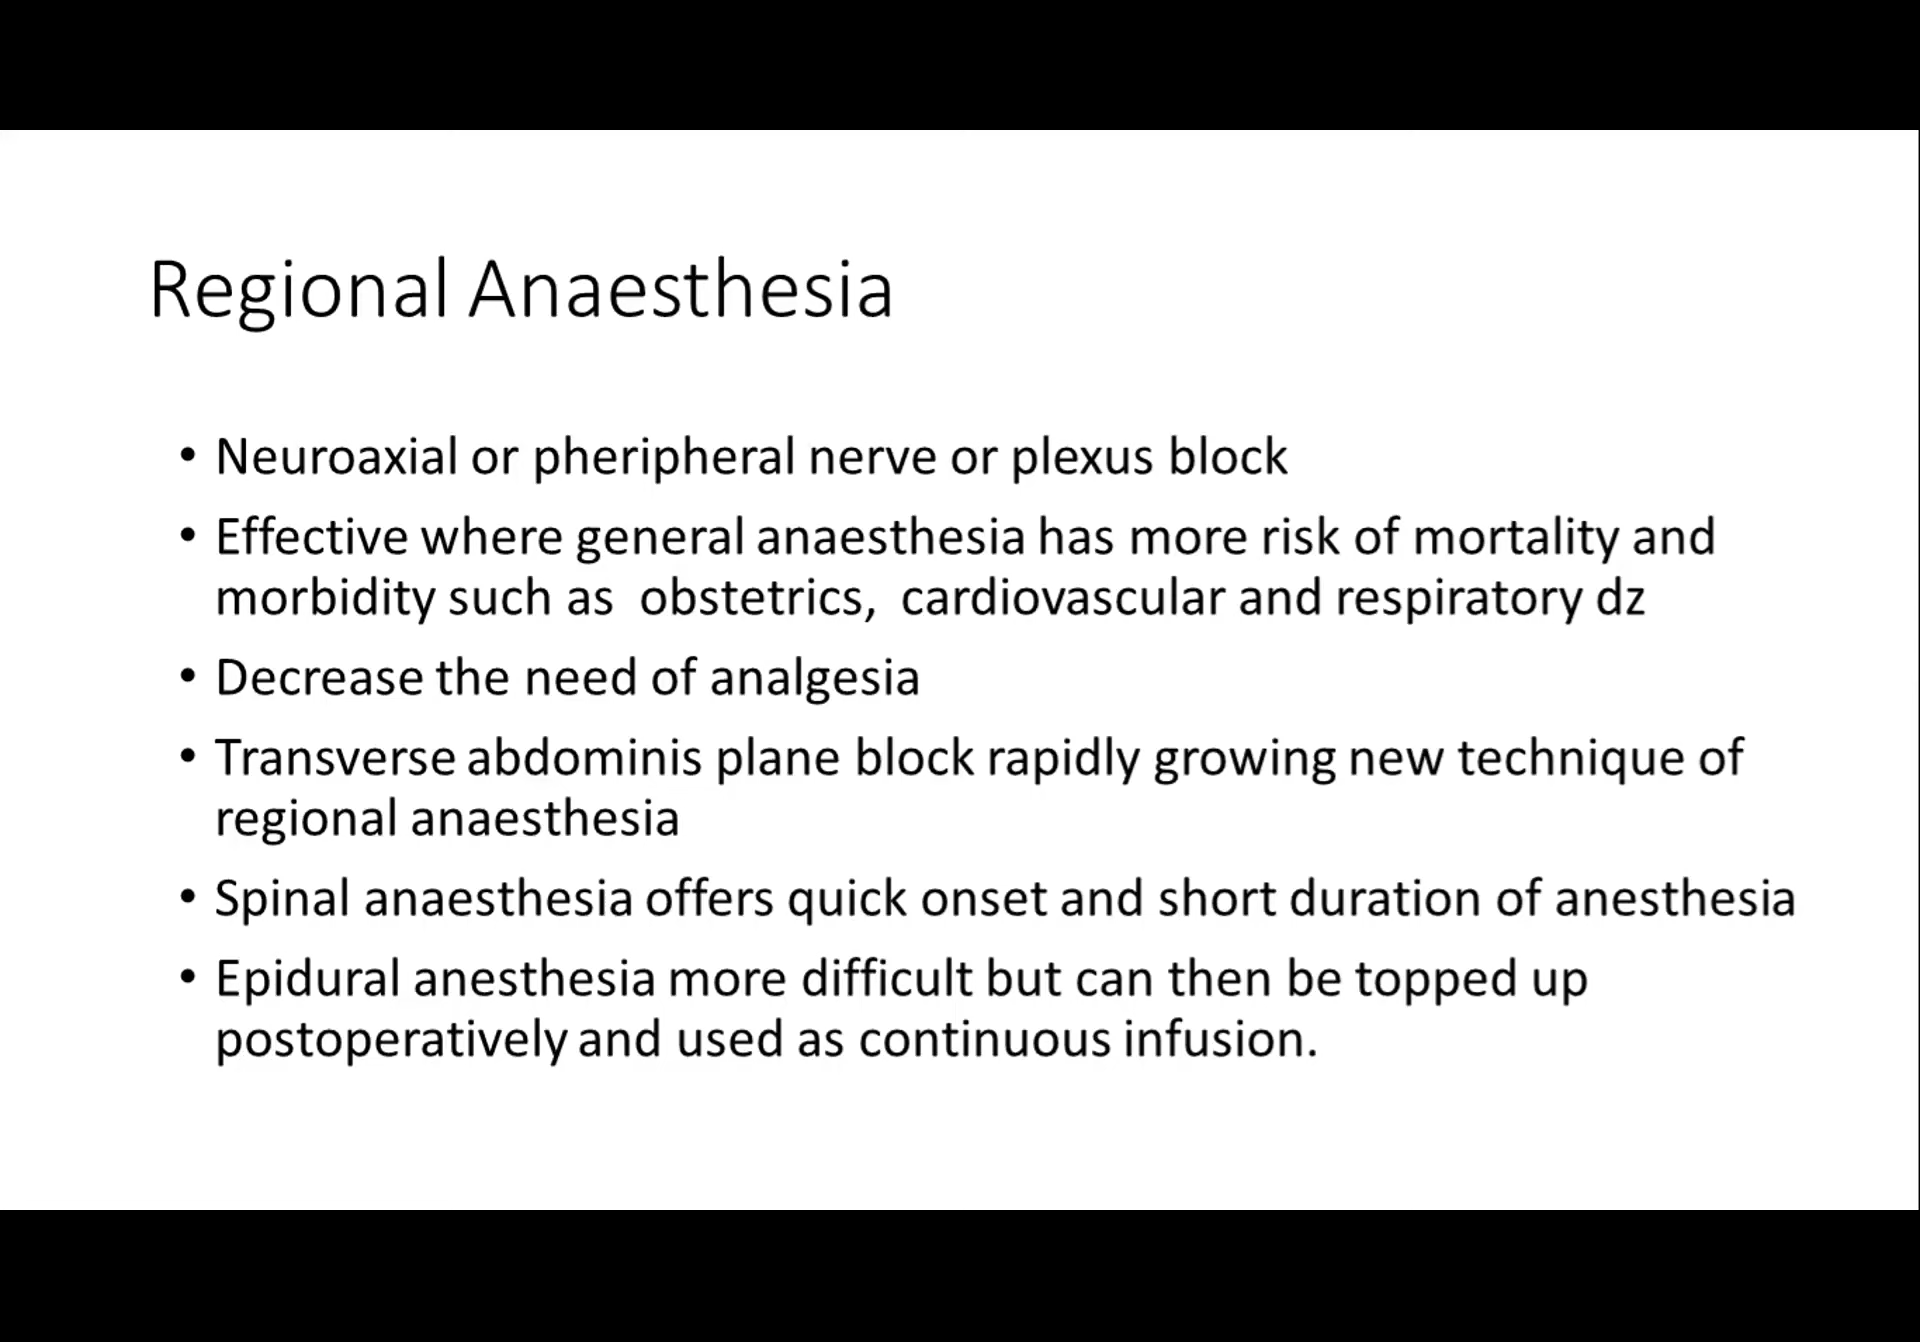 Regional Anaesthesia
• Neuroaxial or pheripheral nerve or plexus block
• Effective where general anaesthesia has more risk of mortality and
morbidity such as obstetrics, cardiovascular and respiratory dz
• Decrease the need of analgesia
• Transverse abdominis plane block rapidly growing new technique of
regional anaesthesia
• Spinal anaesthesia offers quick onset and short duration of anesthesia
• Epidural anesthesia more difficult but can then be topped up
postoperatively and used as continuous infusion.